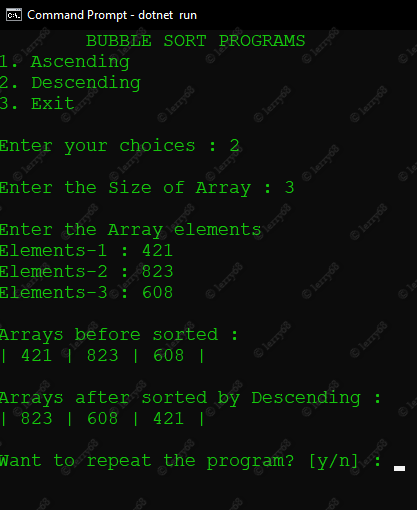 Command Prompt - dotnet run
BUBBLE SORT PROGRAMS
1. Ascending
2. Descending
3. Exit
Enter your choices : 2
Enter the Size of Array : 3
Enter the Array elements
Elements-1 : 421
Elements-2 : 823
Elements-3 : 608
Arrays before sorted :
| 421 | 823 | 608 |
Arrays after sorted by Descending :
| 823 | 608 | 421 |
Want to repeat the program? [y/n] :
© lerry68